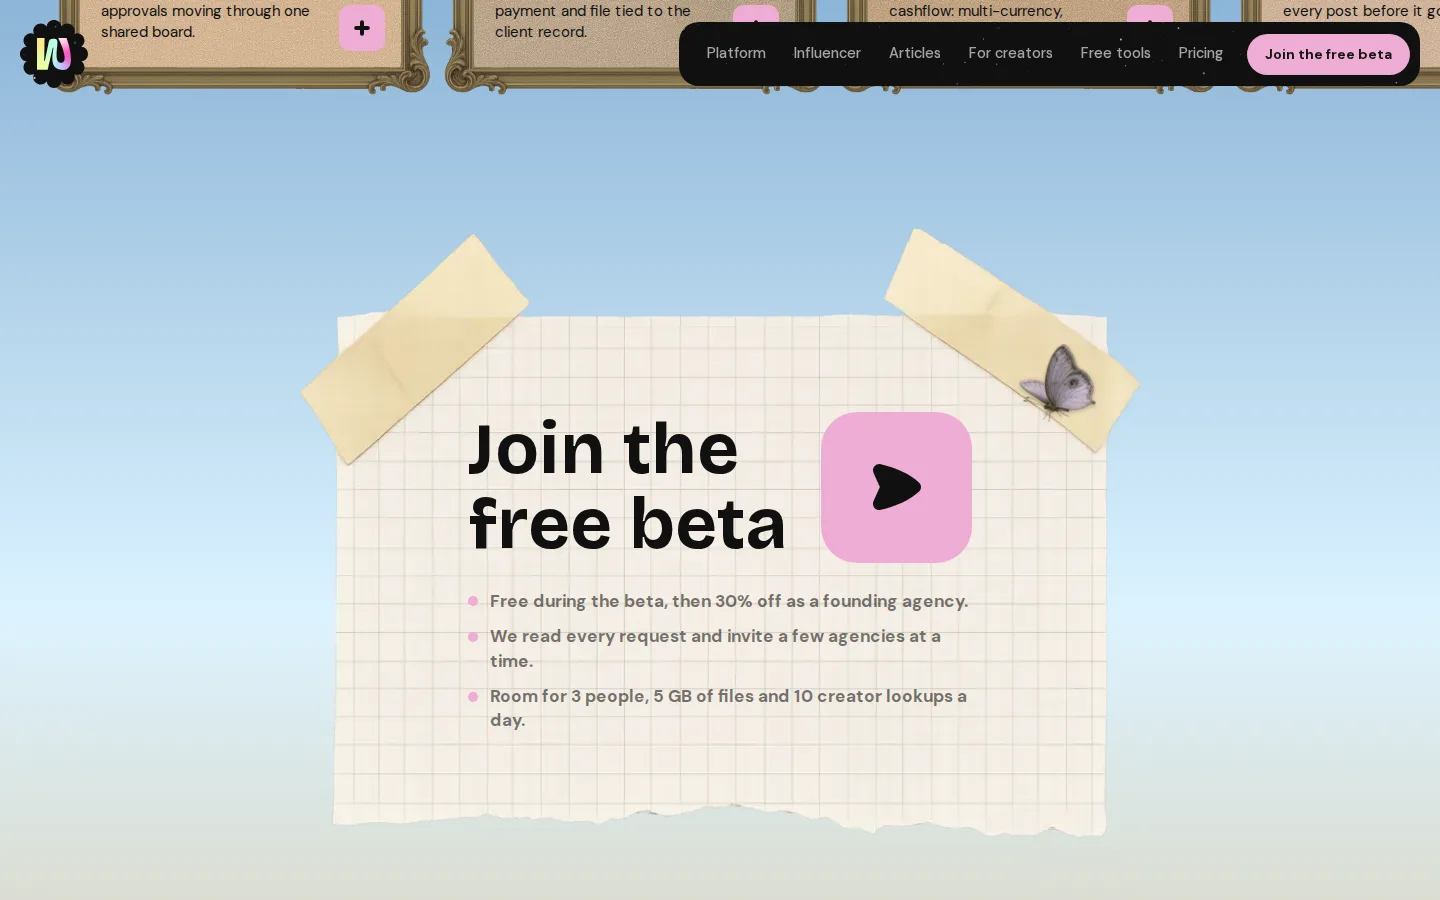 approvals moving through one
shared board.
payment and file tied to the
client record.
cashflow: multi-currency,
every post before it go
Platform
Influencer
Articles
For creators
Free tools
Pricing
Join the free beta
Join the
free beta
Free during the beta, then 30% off as a founding agency.
We read every request and invite a few agencies at a
time.
Room for 3 people, 5 GB of files and 10 creator lookups a
day.